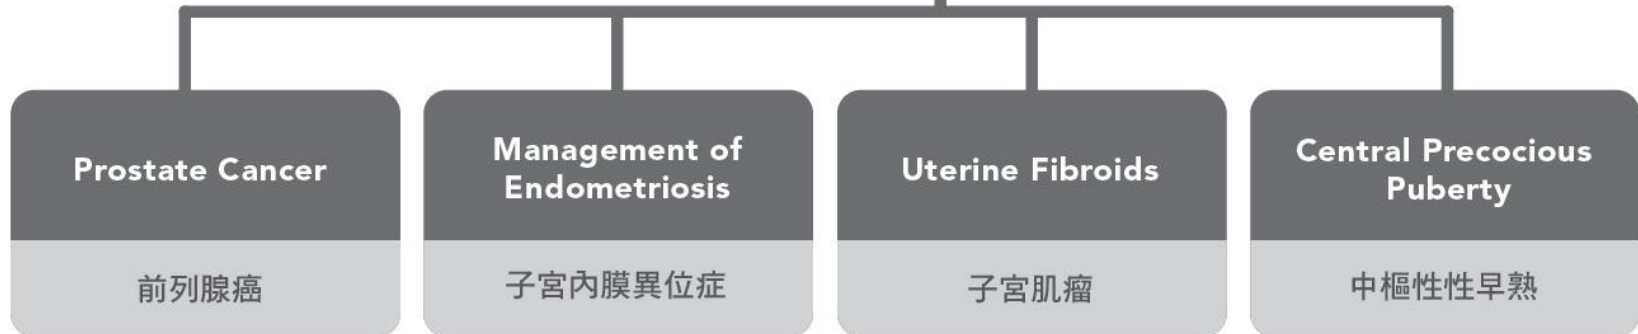 Prostate Cancer
前列腺癌
Management of
Endometriosis
子宮內膜異位症
Uterine Fibroids
子宮肌瘤
Central Precocious
Puberty
中樞性性早熟